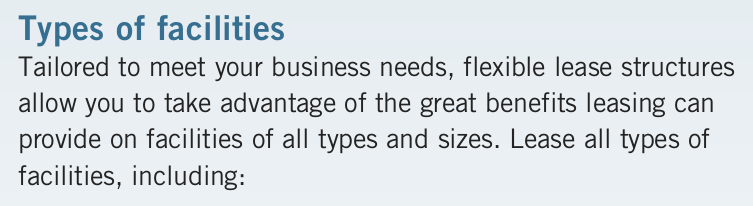 Types of facilities
Tailored to meet your business needs, flexible lease structures
allow you to take advantage of the great benefits leasing can
provide on facilities of all types and sizes. Lease all types of
facilities, including: